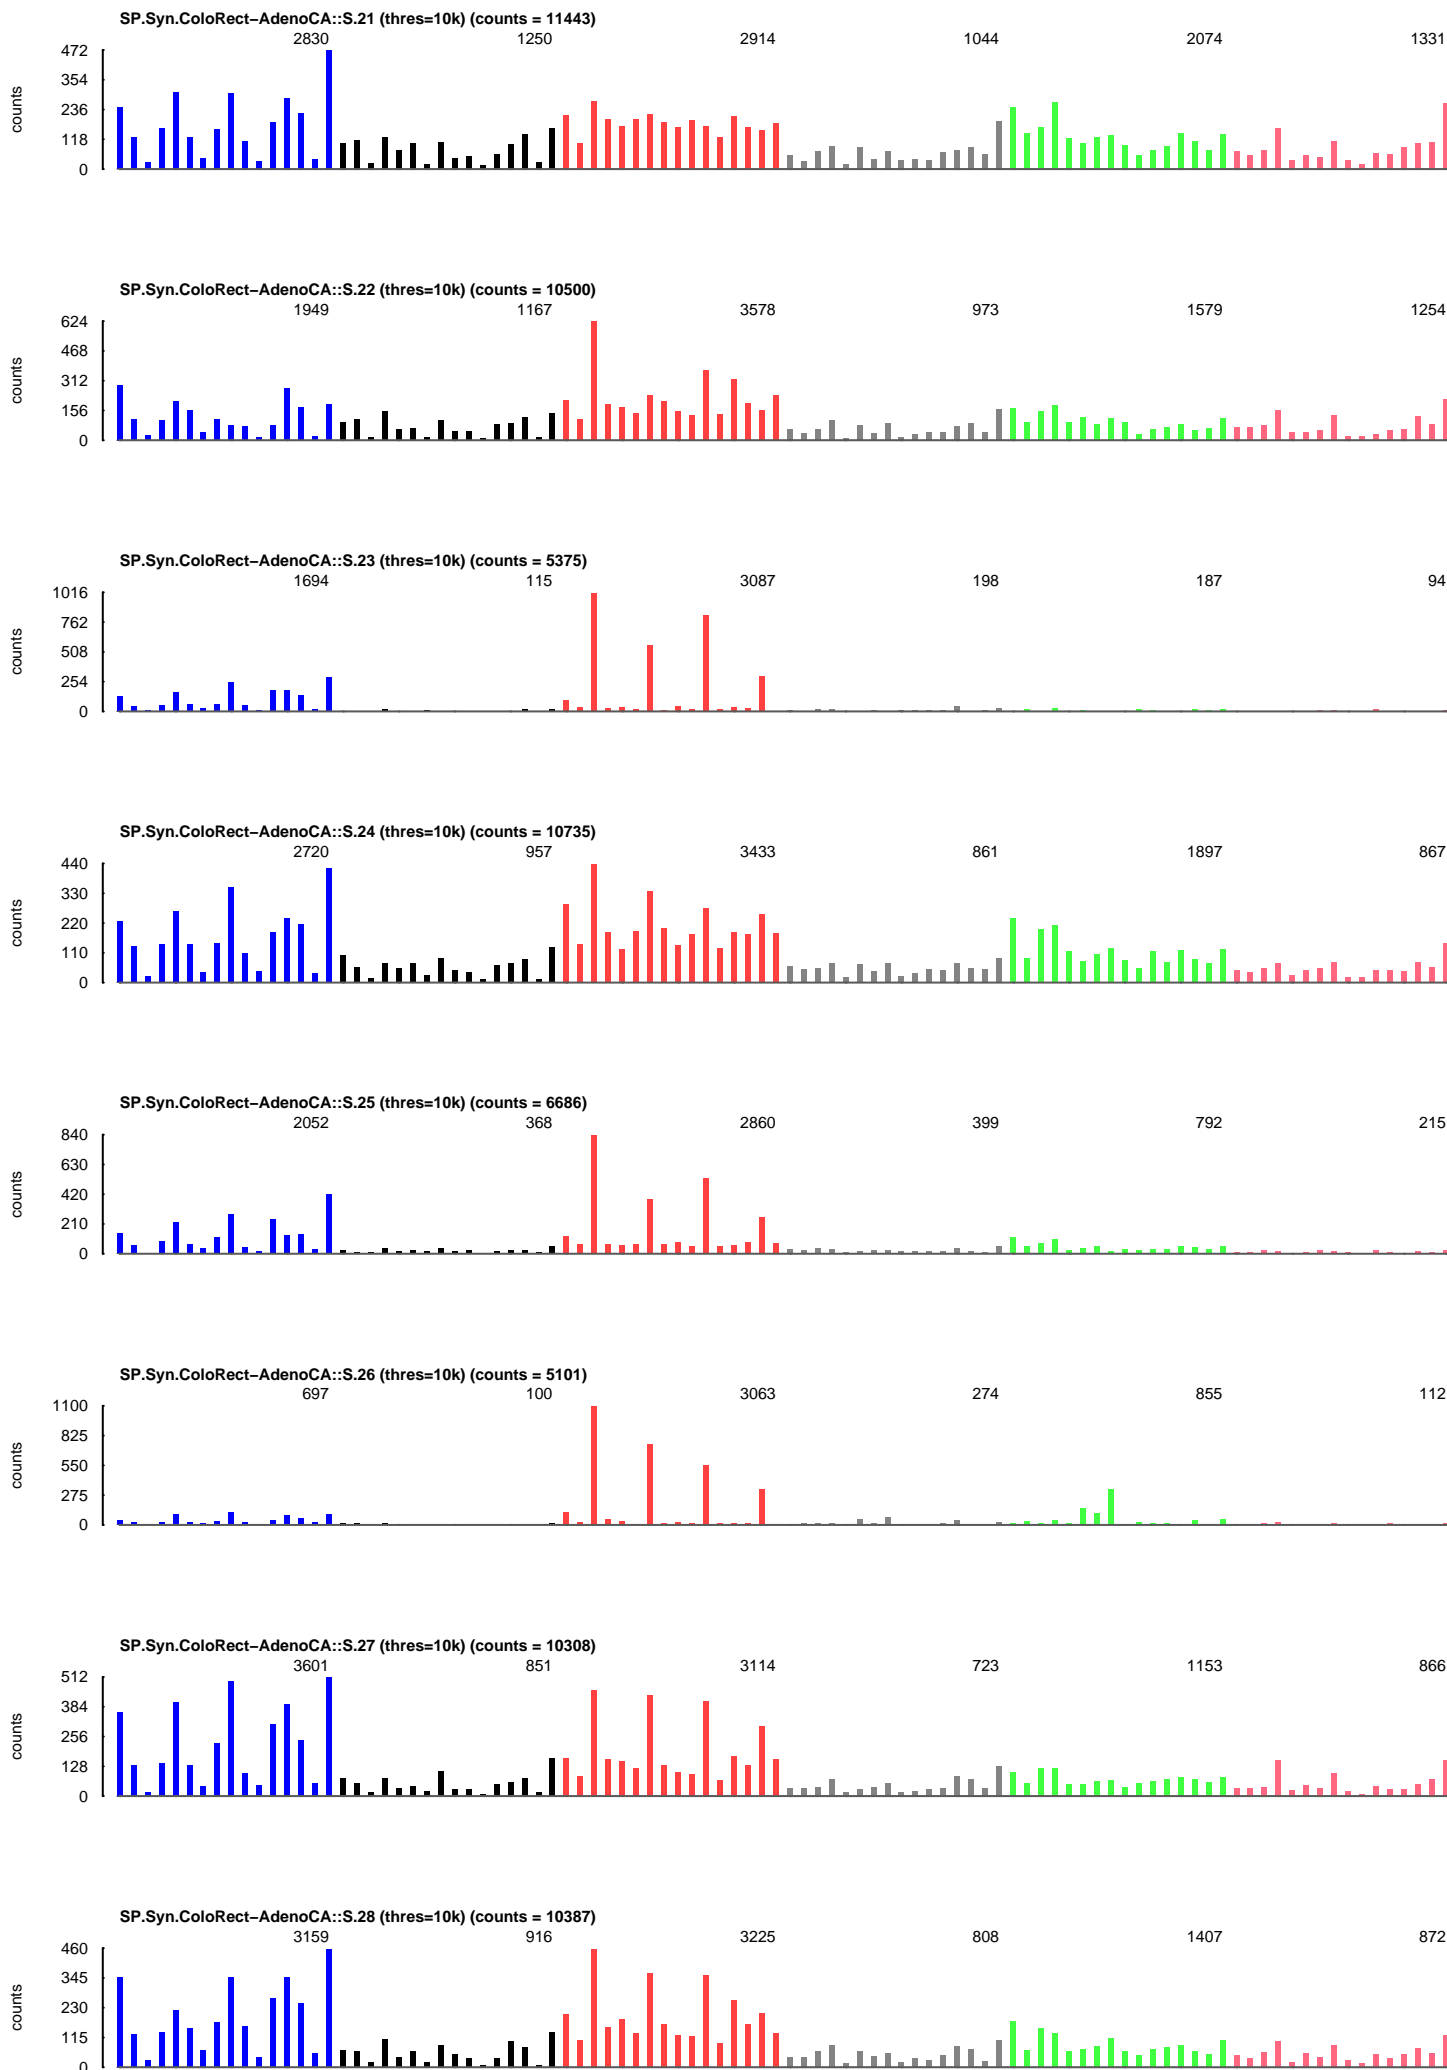 SP.Syn.ColoRect−AdenoCA::S.21 (thres=10k) (counts = 11443)
2830 1250 2914 1044 2074 1331
472
354
236
118
0
counts
SP.Syn.ColoRect−AdenoCA::S.22 (thres=10k) (counts = 10500)
1949 1167 3578 973 1579 1254
624
468
312
156
0
counts
SP.Syn.ColoRect−AdenoCA::S.23 (thres=10k) (counts = 5375)
1694 115 3087 198 187 94
1016
762
508
254
0
counts
SP.Syn.ColoRect−AdenoCA::S.24 (thres=10k) (counts = 10735)
2720 957 3433 861 1897 867
440
330
220
110
0
counts
SP.Syn.ColoRect−AdenoCA::S.25 (thres=10k) (counts = 6686)
2052 368 2860 399 792 215
840
630
420
210
0
counts
SP.Syn.ColoRect−AdenoCA::S.26 (thres=10k) (counts = 5101)
697 100 3063 274 855 112
1100
825
550
275
0
counts
SP.Syn.ColoRect−AdenoCA::S.27 (thres=10k) (counts = 10308)
3601 851 3114 723 1153 866
512
384
256
128
0
counts
SP.Syn.ColoRect−AdenoCA::S.28 (thres=10k) (counts = 10387)
3159 916 3225 808 1407 872
460
345
230
115
0
counts